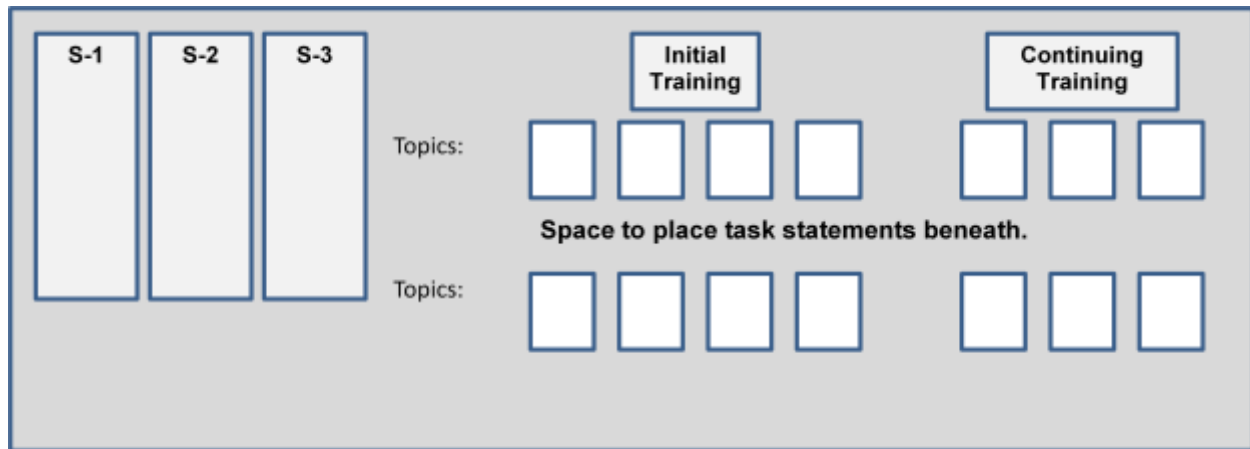 S-1
S-2
S-3
Initial
Training
Continuing
Training
Topics:
Space to place task statements beneath.
Topics: